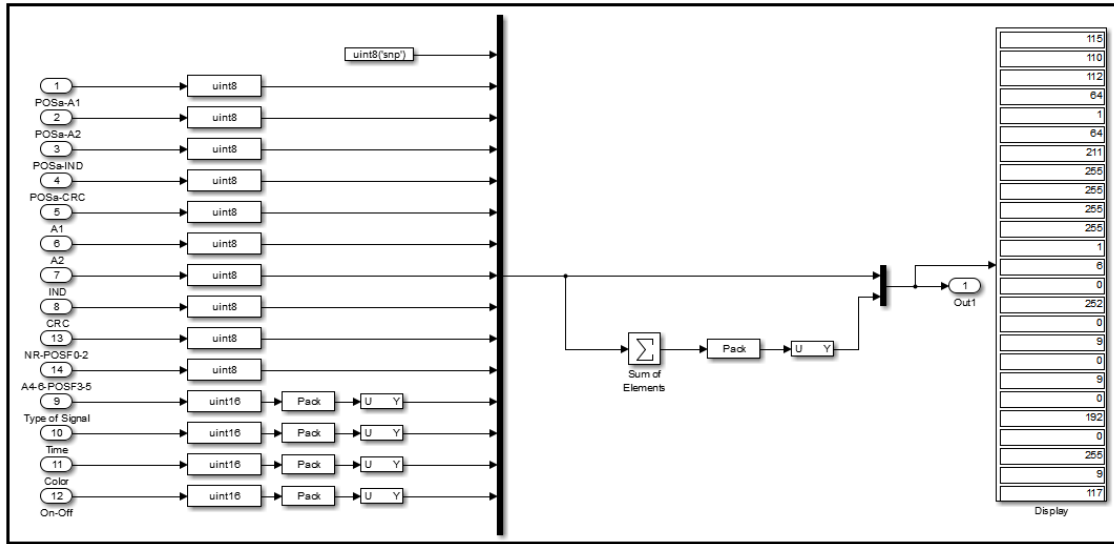 uint8('snp')
1 uint8
POSa-A1
2 uint8
POSa-A2
3 uint8
POSa-IND
4 uint8
POSa-CRC
5 uint8
A1
6 uint8
A2
7 uint8
IND
8 uint8
CRC
13 uint8
NR-POSF0-2
14 uint8
A4-6-POSF3-5
9 uint16 Pack U Y
Type of Signal
10 uint16 Pack U Y
Time
11 uint16 Pack U Y
Color
12 uint16 Pack U Y
On-Off
∑ Pack U Y
Sum of
Elements
1
Out1
115
110
112
64
1
64
211
255
255
255
255
1
6
0
252
0
9
0
9
0
192
0
255
9
117
Display